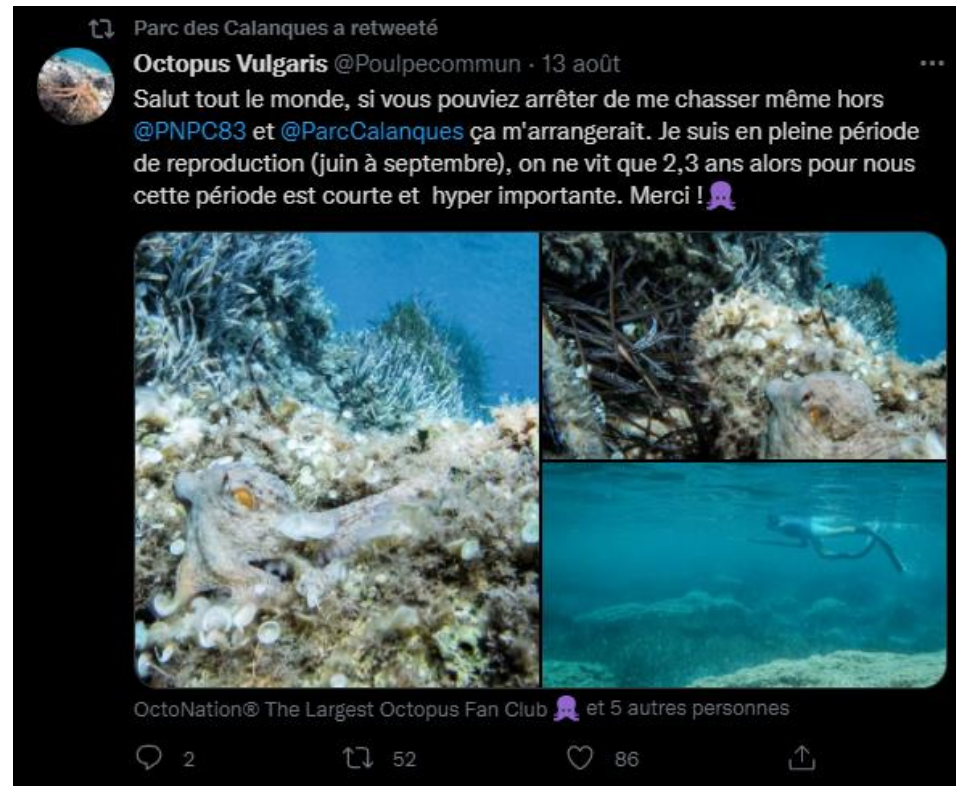 Parc des Calanques a retweeté
Octopus Vulgaris @Poulpecommun · 13 août
Salut tout le monde, si vous pouviez arrêter de me chasser même hors
@PNPC83 et @ParcCalanques ça m'arrangerait. Je suis en pleine période
de reproduction (juin à septembre), on ne vit que 2,3 ans alors pour nous
cette période est courte et  hyper importante. Merci !🐙
OctoNation® The Largest Octopus Fan Club 🐙 et 5 autres personnes
2 52 86